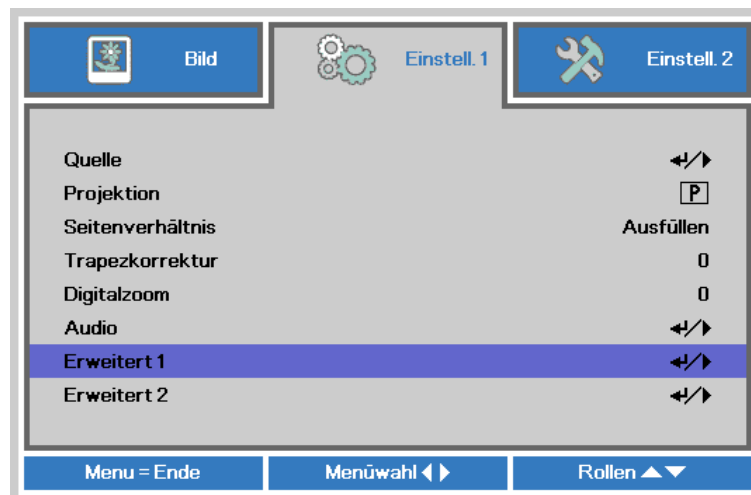 Bild Einstell. 1 Einstell. 2
Quelle
Projektion P
Seitenverhältnis Ausfüllen
Trapezkorrektur 0
Digitalzoom 0
Audio
Erweitert 1
Erweitert 2
Menu = Ende Menüwahl Rollen